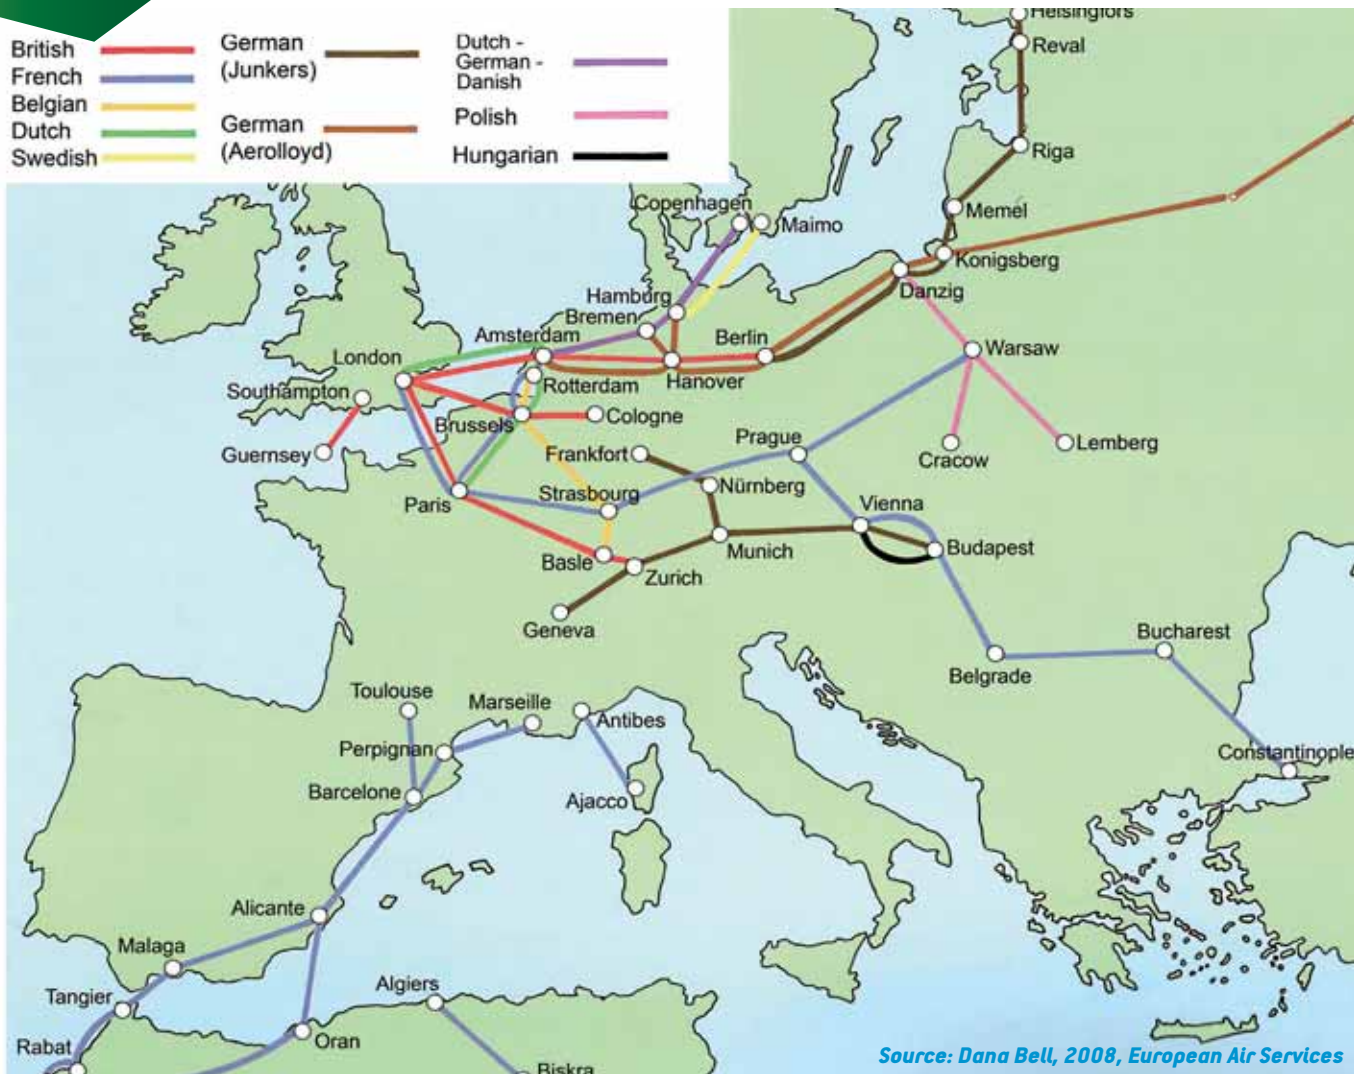 British
French
Belgian
Dutch
Swedish
German
(Junkers)
German
(Aerolloyd)
Dutch -
German -
Danish
Polish
Hungarian
Helsingfors
Reval
Riga
Memel
Konigsberg
Danzig
Copenhagen
Maimo
Hamburg
Bremen
Amsterdam
Berlin
Hanover
Warsaw
London
Southampton
Guernsey
Rotterdam
Brussels
Cologne
Frankfort
Prague
Cracow
Lemberg
Paris
Strasbourg
Nürnberg
Vienna
Munich
Budapest
Basle
Zurich
Geneva
Bucharest
Belgrade
Constantinople
Toulouse
Marseille
Antibes
Perpignan
Barcelone
Ajacco
Alicante
Malaga
Tangier
Algiers
Oran
Rabat
Biskra
Source: Dana Bell, 2008, European Air Services